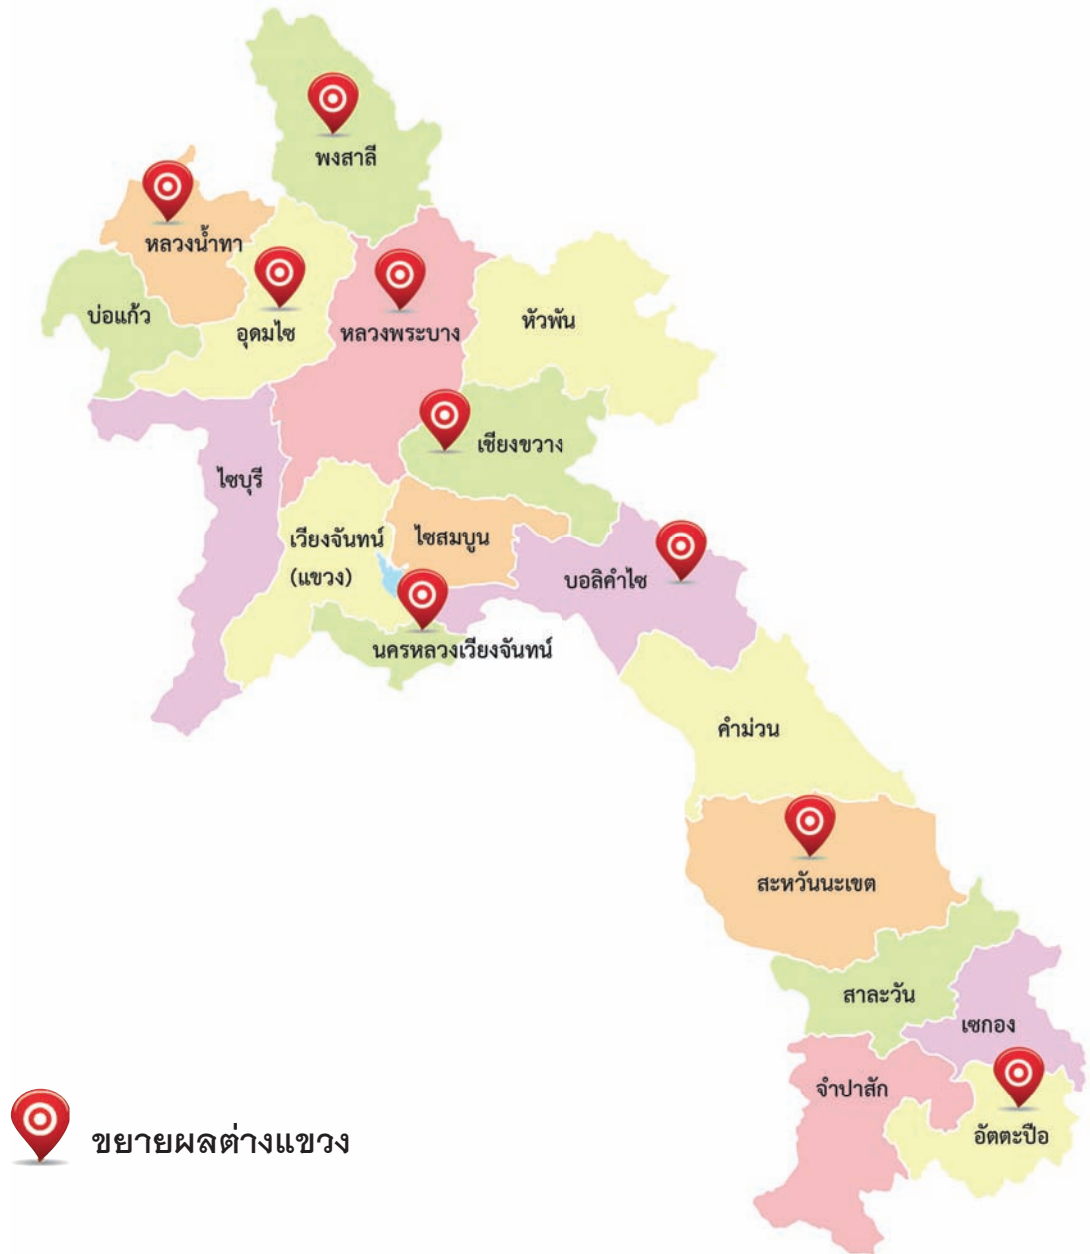 พงสาลี
หลวงน้ำทา
บ่อแก้ว
อุดมไซ
หลวงพระบาง
หัวพัน
เชียงขวาง
ไซบุรี
เวียงจันทน์
(แขวง)
ไซสมบูน
บอลิคำไซ
นครหลวงเวียงจันทน์
คำม่วน
สะหวันนะเขต
สาละวัน
เซกอง
จำปาสัก
อัตตะปือ
ขยายผลต่างแขวง